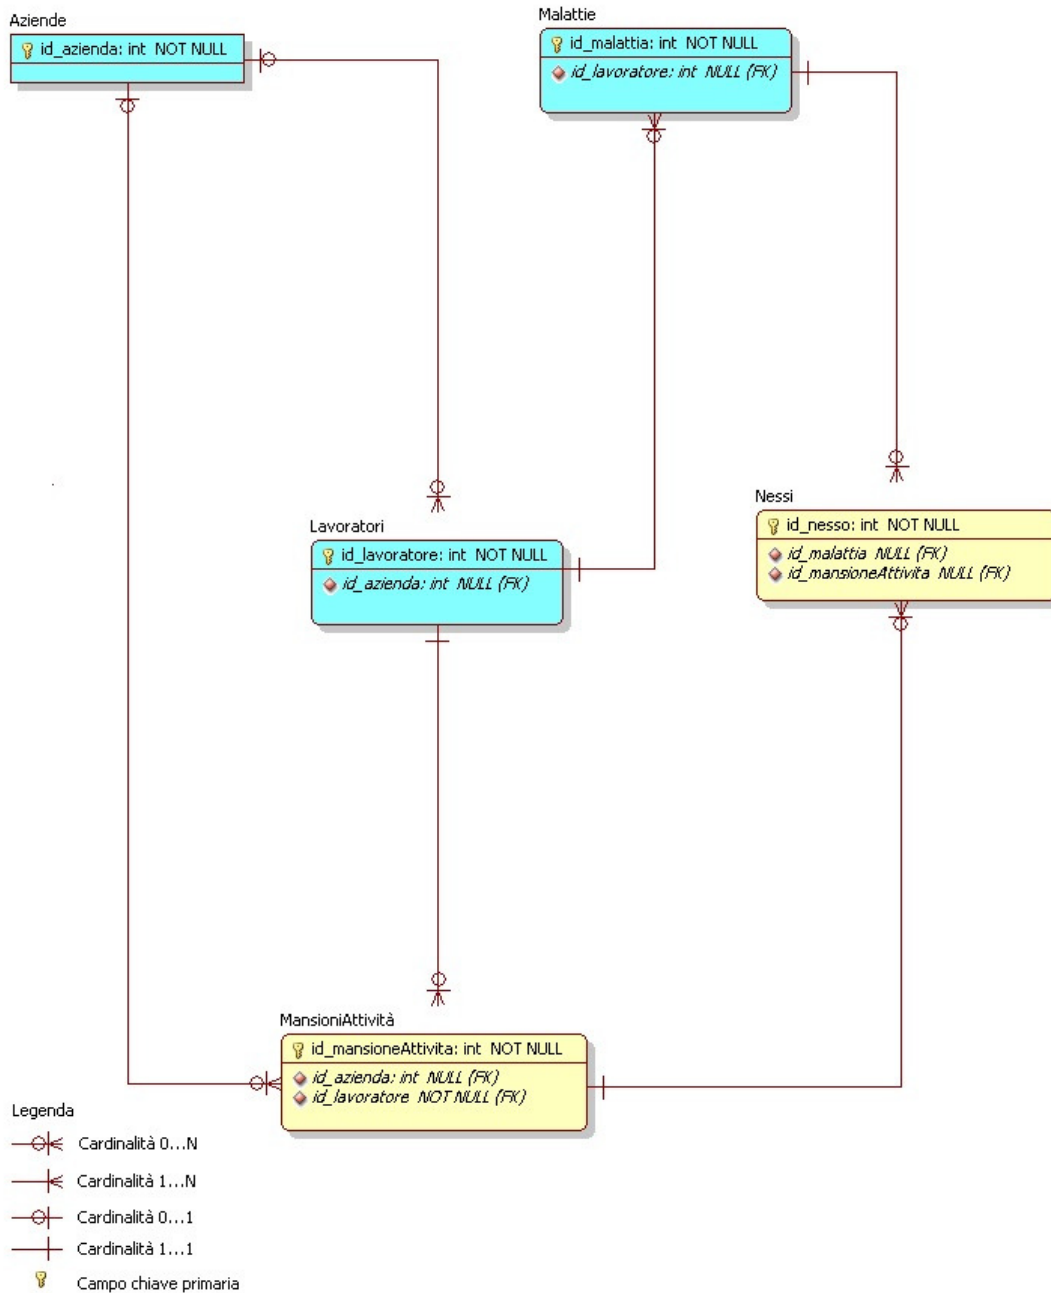 Aziende
id_azienda: int NOT NULL
Malattie
id_malattia: int NOT NULL
id_lavoratore: int NULL (FK)
Lavoratori
id_lavoratore: int NOT NULL
id_azienda: int NULL (FK)
Nessi
id_nesso: int NOT NULL
id_malattia NULL (FK)
id_mansioneAttivita NULL (FK)
MansioniAttività
id_mansioneAttivita: int NOT NULL
id_azienda: int NULL (FK)
id_lavoratore NOT NULL (FK)
Legenda
Cardinalità 0...N
Cardinalità 1...N
Cardinalità 0...1
Cardinalità 1...1
Campo chiave primaria